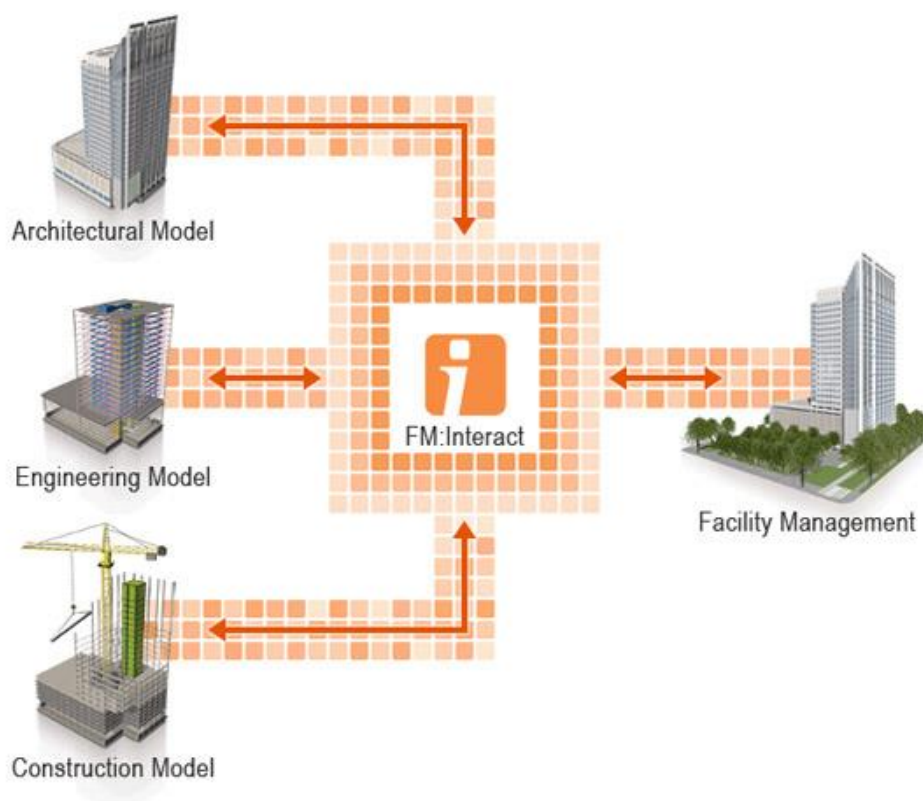 Architectural Model
Engineering Model
FM:Interact
Facility Management
Construction Model